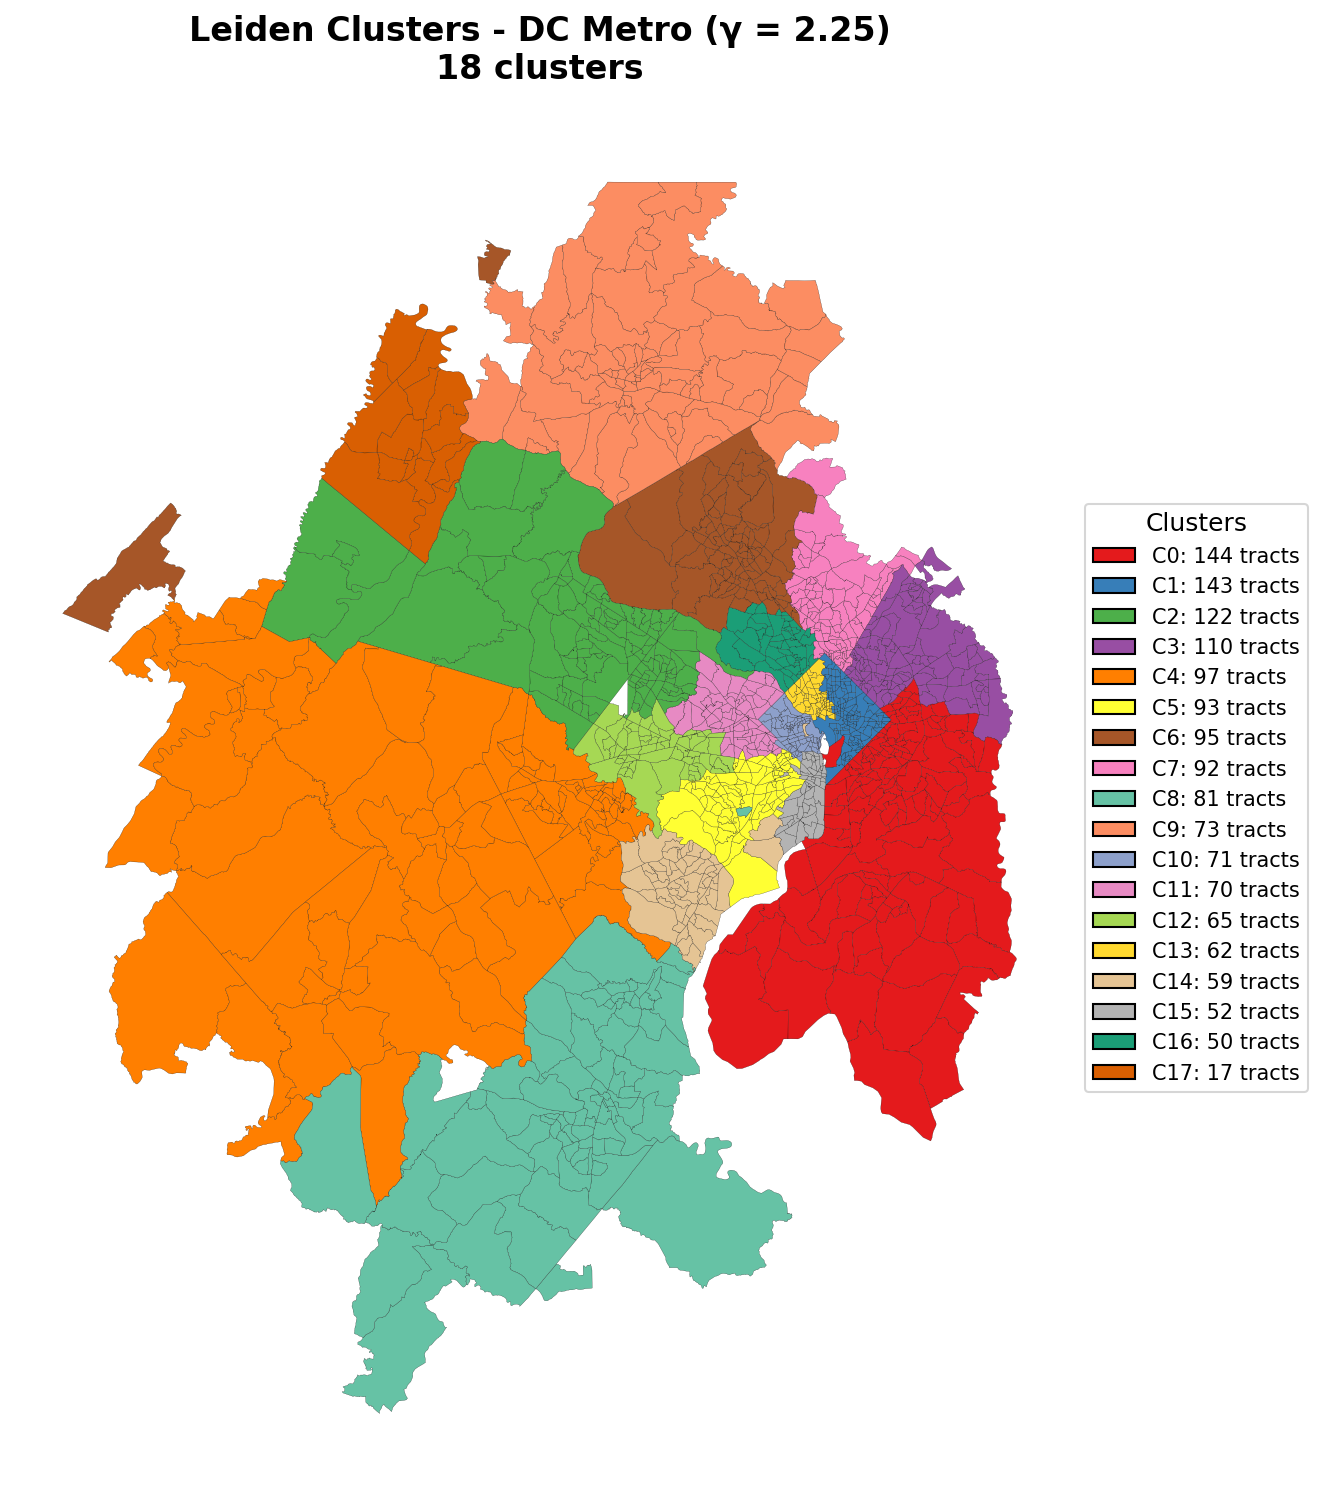 Leiden Clusters - DC Metro (γ = 2.25)
18 clusters
Clusters
C0: 144 tracts
C1: 143 tracts
C2: 122 tracts
C3: 110 tracts
C4: 97 tracts
C5: 93 tracts
C6: 95 tracts
C7: 92 tracts
C8: 81 tracts
C9: 73 tracts
C10: 71 tracts
C11: 70 tracts
C12: 65 tracts
C13: 62 tracts
C14: 59 tracts
C15: 52 tracts
C16: 50 tracts
C17: 17 tracts